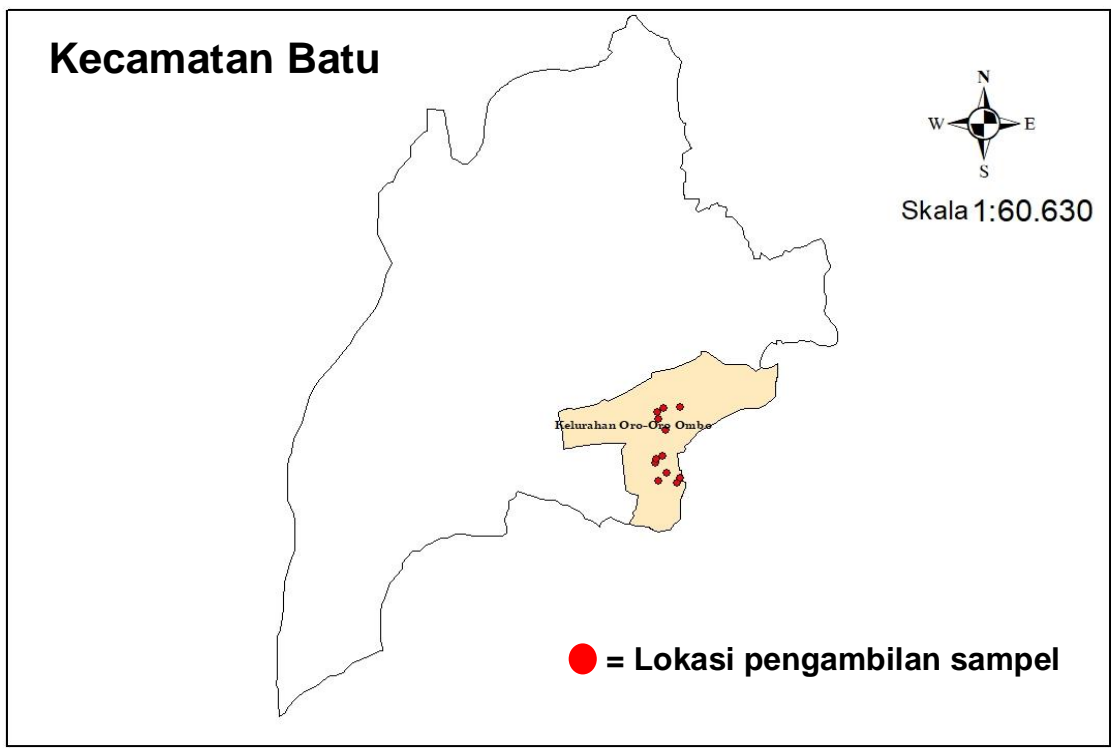 Kecamatan Batu
N
W E
S
Skala 1:60.630
Kelurahan Oro-Oro Ombo
= Lokasi pengambilan sampel